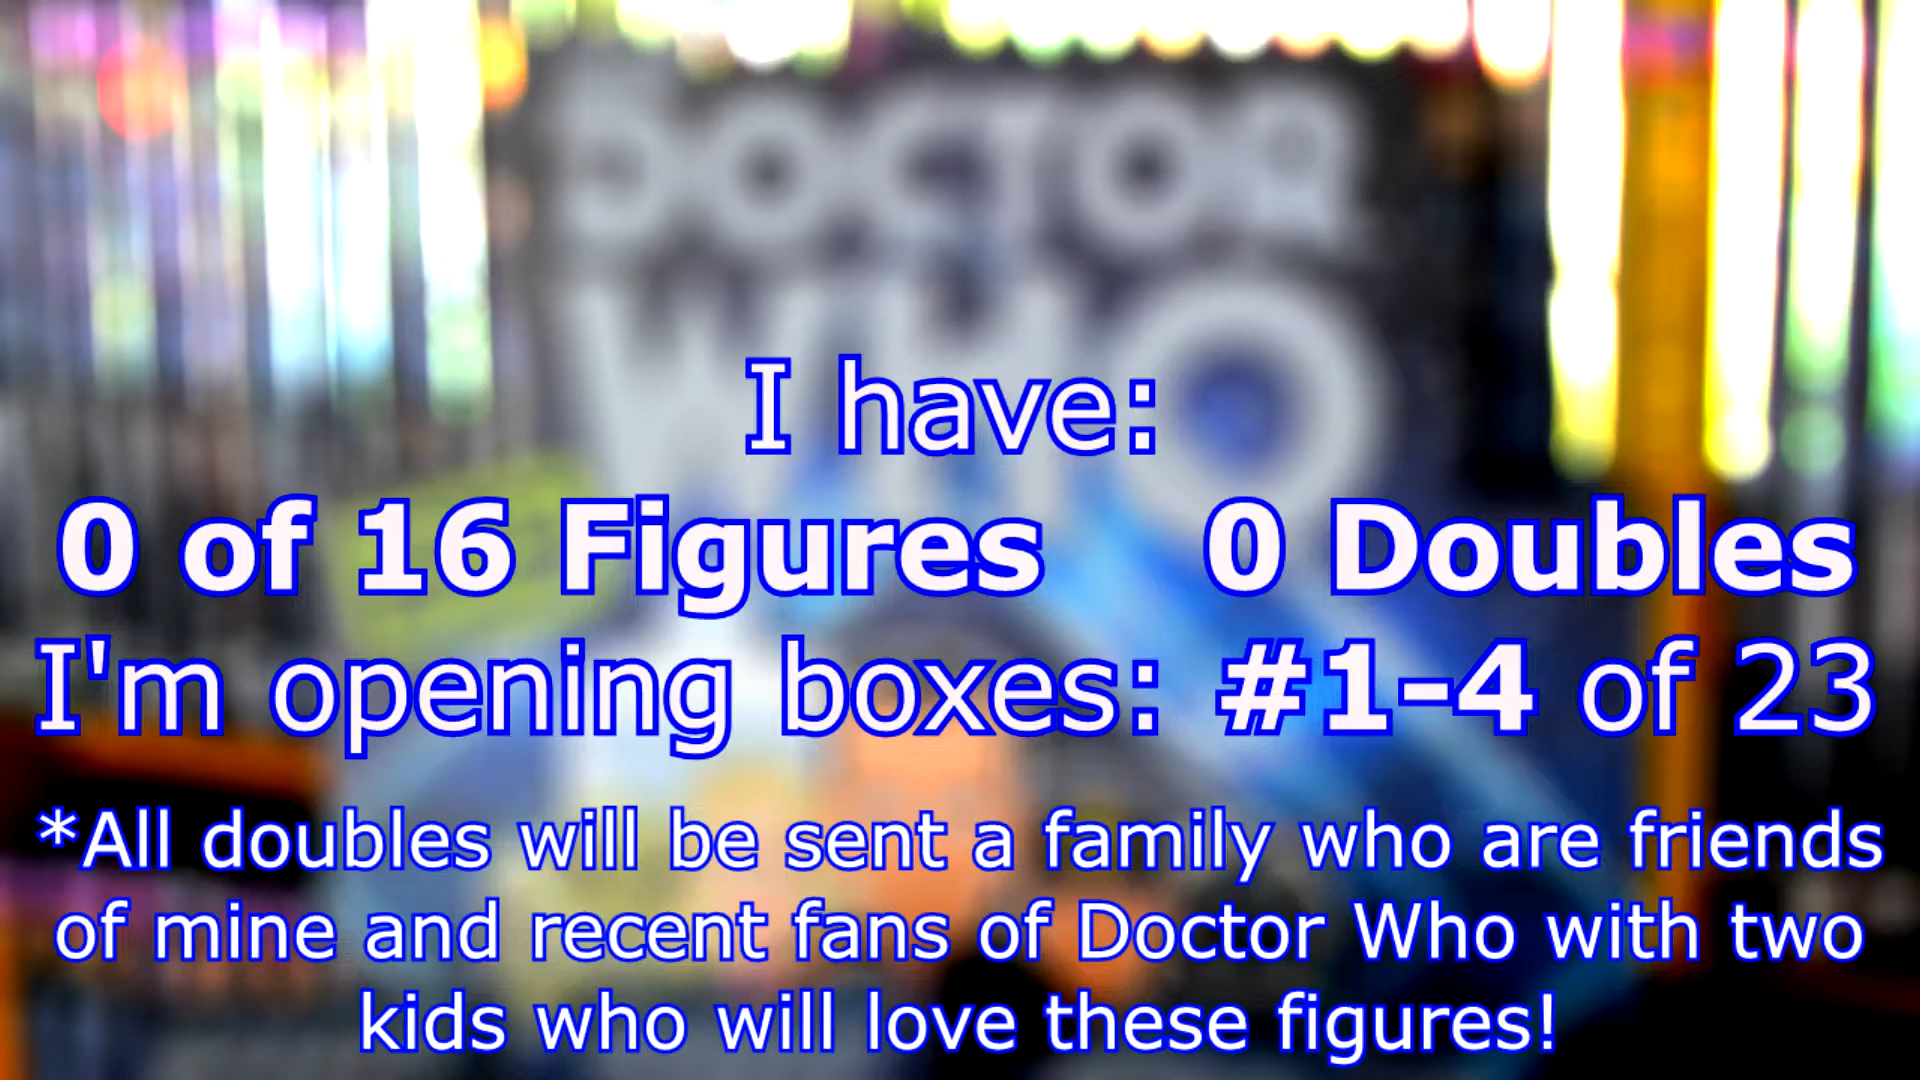 DOCTOR
WHO
I have:
0 of 16 Figures 0 Doubles
I'm opening boxes: #1-4 of 23
*All doubles will be sent a family who are friends
of mine and recent fans of Doctor Who with two
kids who will love these figures!